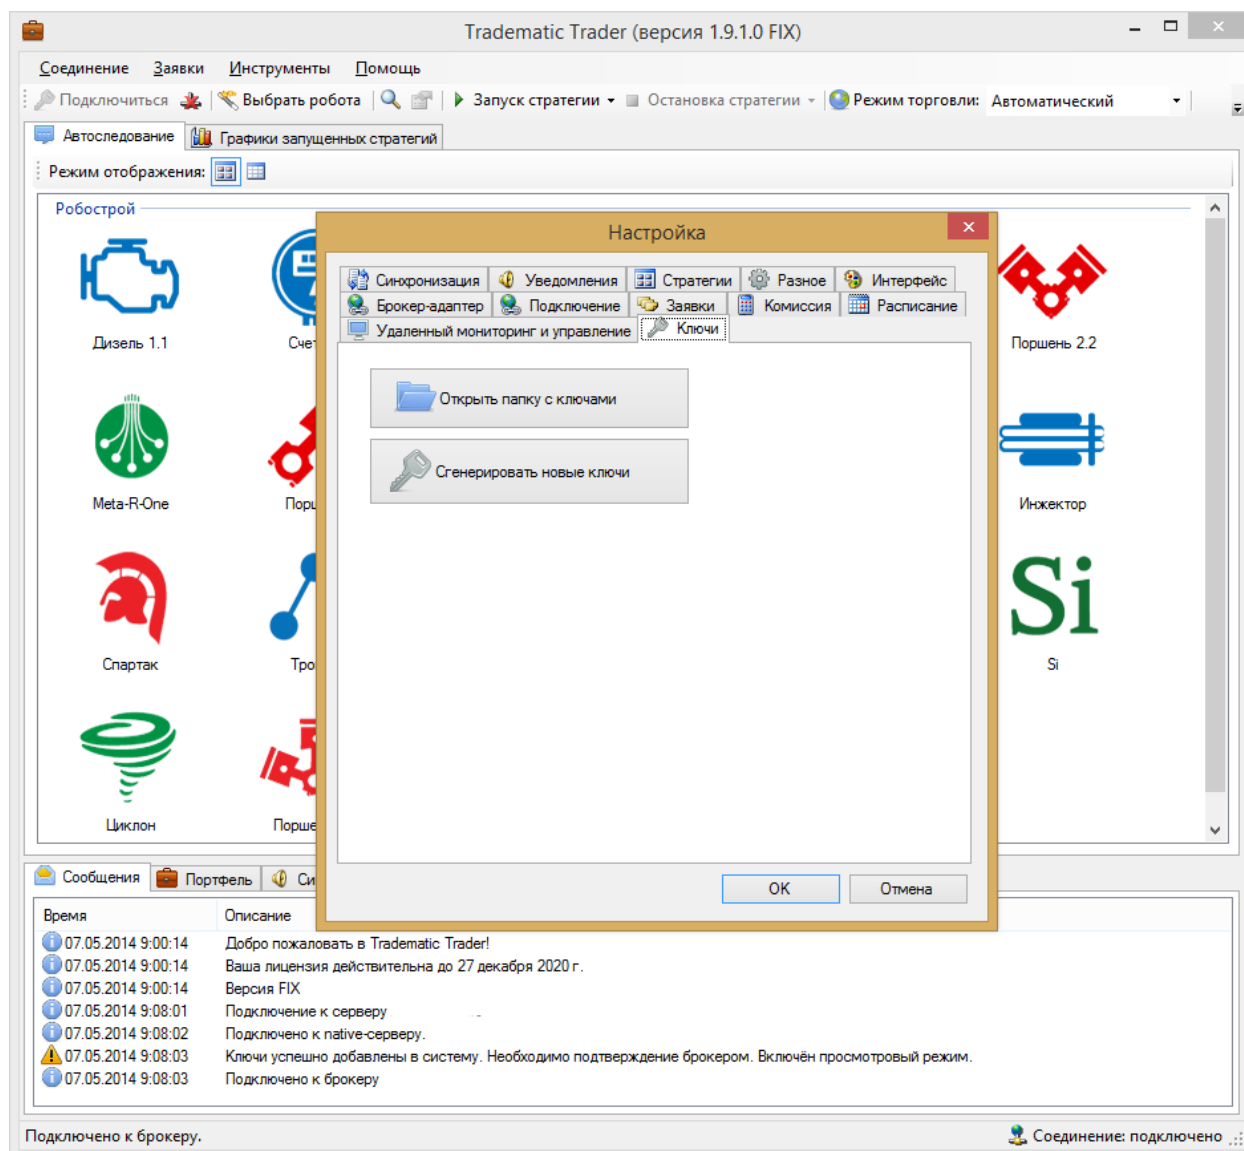 Tradematic Trader (версия 1.9.1.0 FIX)
Соединение Заявки Инструменты Помощь
Подключиться Выбрать робота Запуск стратегии Остановка стратегии Режим торговли: Автоматический
Автоследование Графики запущенных стратегий
Режим отображения:
Робострой
Настройка
Синхронизация Уведомления Стратегии Разное Интерфейс
Брокер-адаптер Подключение Заявки Комиссия Расписание
Удаленный мониторинг и управление Ключи
Дизель 1.1
Поршень 2.2
Открыть папку с ключами
Сгенерировать новые ключи
Meta-R-One
Инжектор
Si
Спартак
Si
Циклон
OK Отмена
Сообщения Портфель
Время Описание
07.05.2014 9:00:14 Добро пожаловать в Tradematic Trader!
07.05.2014 9:00:14 Ваша лицензия действительна до 27 декабря 2020 г.
07.05.2014 9:00:14 Версия FIX
07.05.2014 9:08:01 Подключение к серверу
07.05.2014 9:08:02 Подключено к native-серверу.
07.05.2014 9:08:03 Ключи успешно добавлены в систему. Необходимо подтверждение брокером. Включён просмотровый режим.
07.05.2014 9:08:03 Подключено к брокеру
Подключено к брокеру. Соединение: подключено